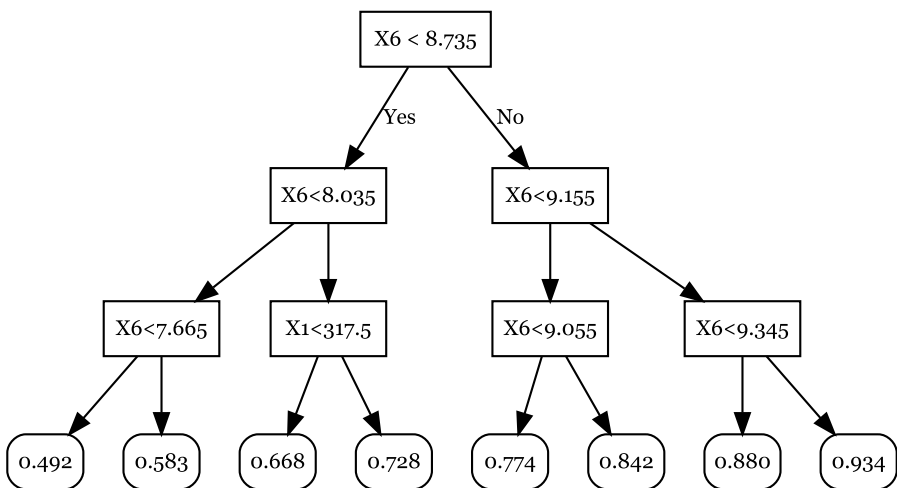 X6 < 8.735
Yes
No
X6<8.035
X6<9.155
X6<7.665
X1<317.5
X6<9.055
X6<9.345
0.492
0.583
0.668
0.728
0.774
0.842
0.880
0.934